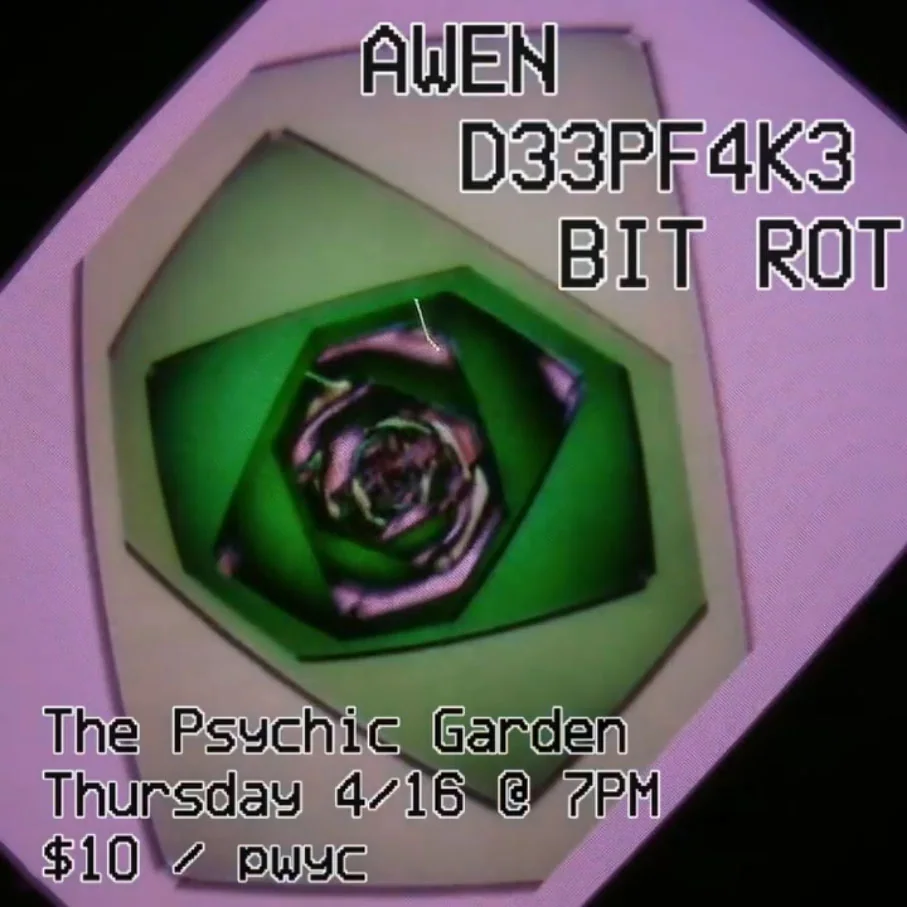 AWEN
D33PF4K3
BIT ROT
The Psychic Garden
Thursday 4/16 @ 7PM
$10 / pwyc